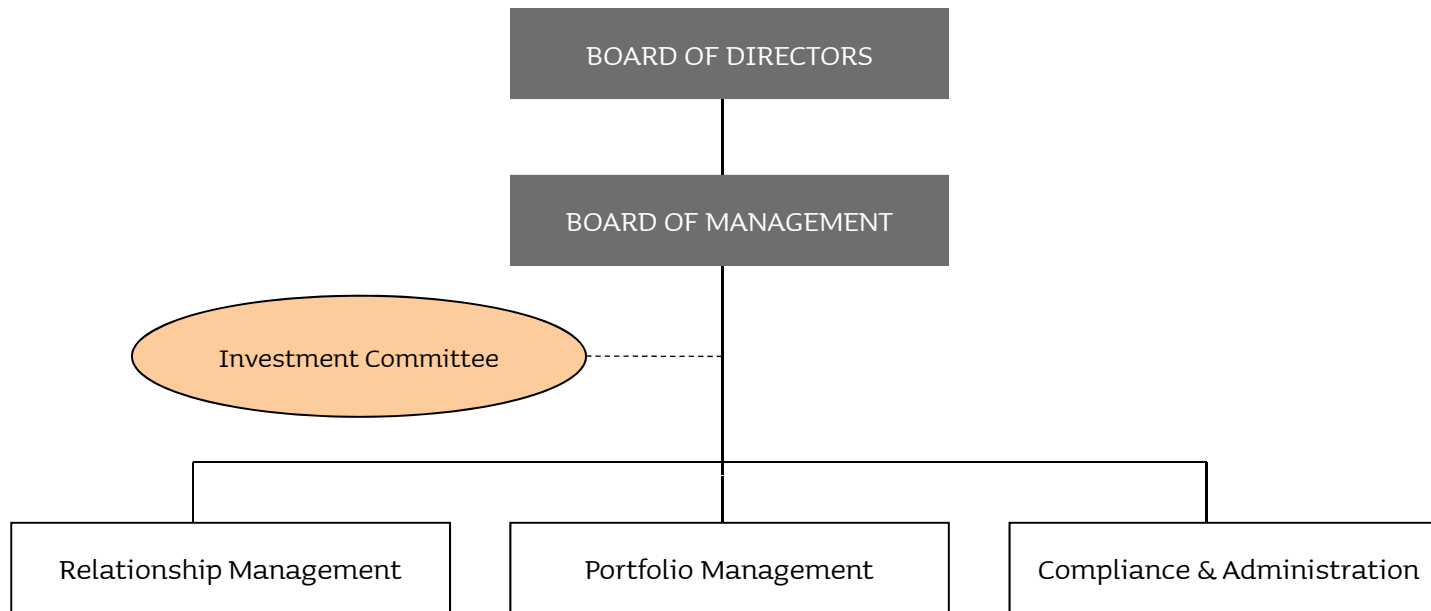 BOARD OF DIRECTORS
BOARD OF MANAGEMENT
Investment Committee
Relationship Management
Portfolio Management
Compliance & Administration